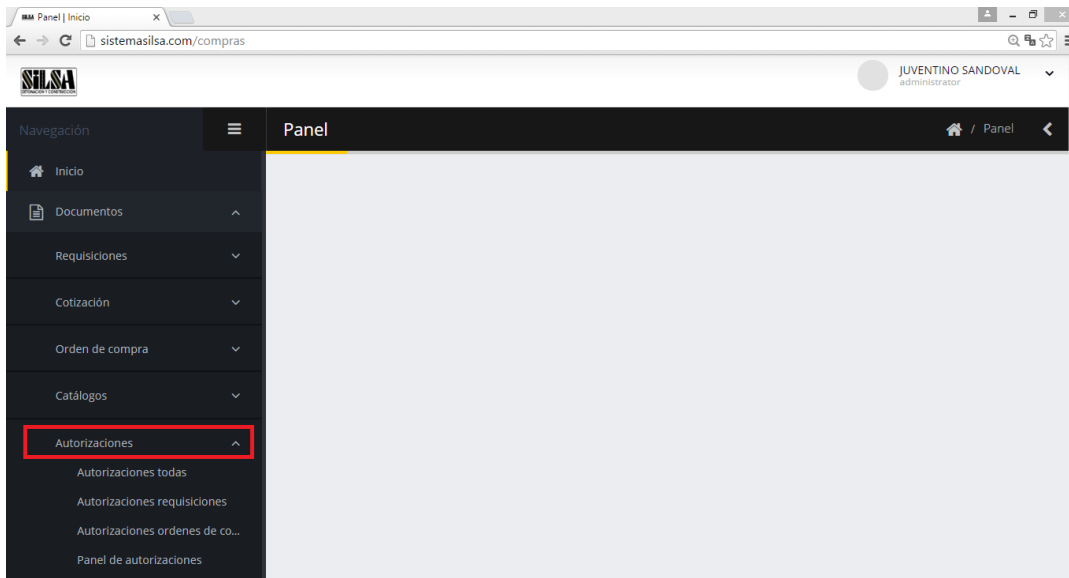 Panel | Inicio
sistemasilsa.com/compras
SILSA
JUVENTINO SANDOVAL
administrator
Navegación
Panel
/ Panel
Inicio
Documentos
Requisiciones
Cotización
Orden de compra
Catálogos
Autorizaciones
Autorizaciones todas
Autorizaciones requisiciones
Autorizaciones ordenes de co...
Panel de autorizaciones